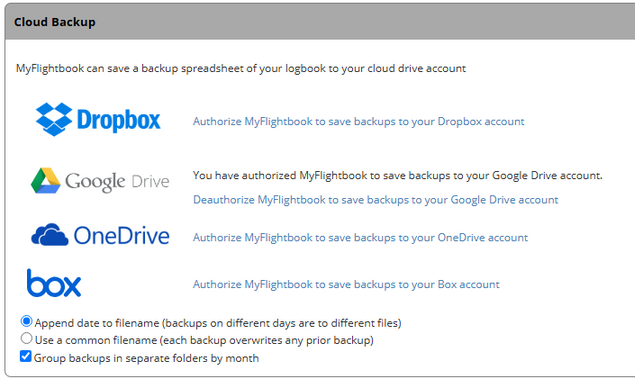 Cloud Backup
MyFlightbook can save a backup spreadsheet of your logbook to your cloud drive account
Dropbox
Authorize MyFlightbook to save backups to your Dropbox account
Google Drive
You have authorized MyFlightbook to save backups to your Google Drive account.
Deauthorize MyFlightbook to save backups to your Google Drive account
OneDrive
Authorize MyFlightbook to save backups to your OneDrive account
box
Authorize MyFlightbook to save backups to your Box account
Append date to filename (backups on different days are to different files)
Use a common filename (each backup overwrites any prior backup)
Group backups in separate folders by month